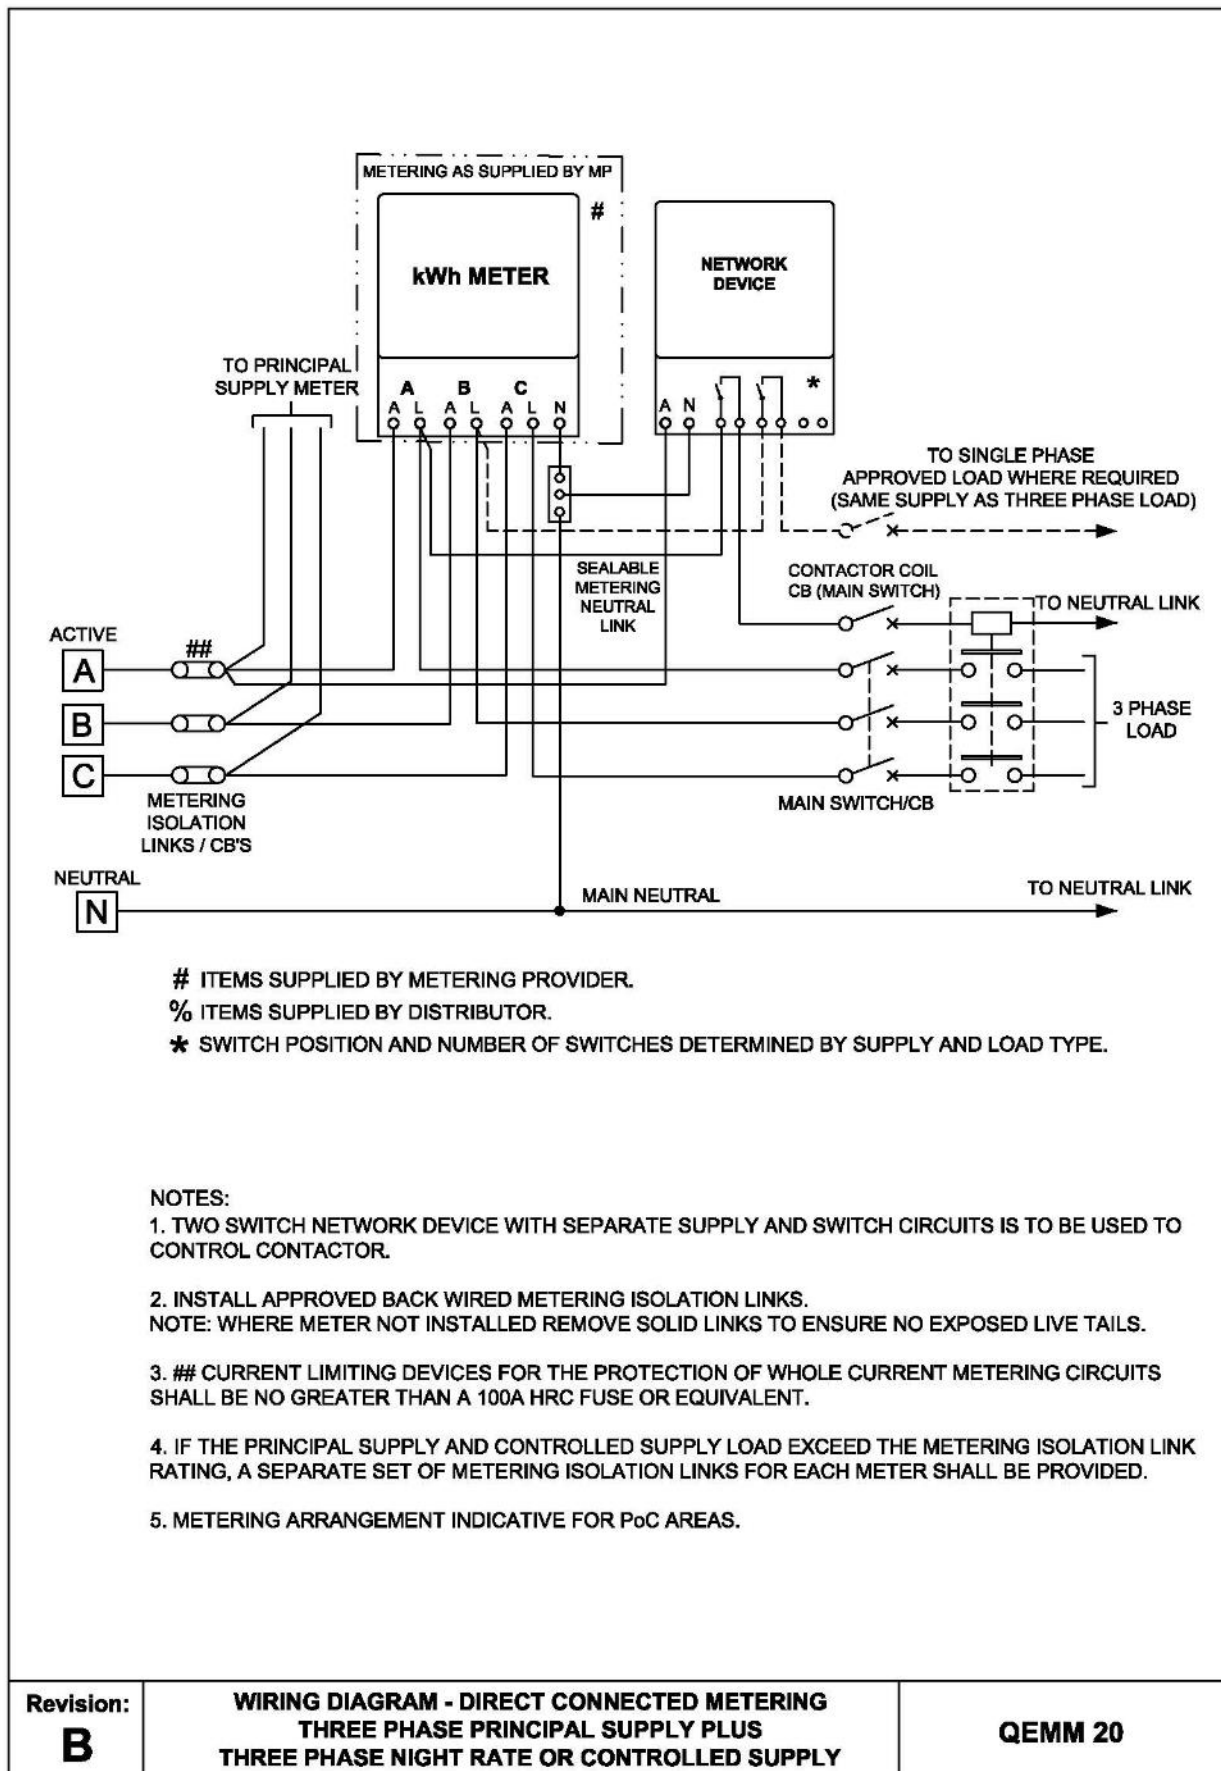 METERING AS SUPPLIED BY MP
#
kWh METER
NETWORK
DEVICE
TO PRINCIPAL
SUPPLY METER
A B C
A L A L A L N
A N
*
TO SINGLE PHASE
APPROVED LOAD WHERE REQUIRED
(SAME SUPPLY AS THREE PHASE LOAD)
SEALABLE
METERING
NEUTRAL
LINK
CONTACTOR COIL
CB (MAIN SWITCH)
TO NEUTRAL LINK
ACTIVE
##
A
B
C
3 PHASE
LOAD
METERING
ISOLATION
LINKS / CB'S
MAIN SWITCH/CB
NEUTRAL
N
MAIN NEUTRAL
TO NEUTRAL LINK
# ITEMS SUPPLIED BY METERING PROVIDER.
% ITEMS SUPPLIED BY DISTRIBUTOR.
* SWITCH POSITION AND NUMBER OF SWITCHES DETERMINED BY SUPPLY AND LOAD TYPE.
NOTES:
1. TWO SWITCH NETWORK DEVICE WITH SEPARATE SUPPLY AND SWITCH CIRCUITS IS TO BE USED TO
CONTROL CONTACTOR.
2. INSTALL APPROVED BACK WIRED METERING ISOLATION LINKS.
NOTE: WHERE METER NOT INSTALLED REMOVE SOLID LINKS TO ENSURE NO EXPOSED LIVE TAILS.
3. ## CURRENT LIMITING DEVICES FOR THE PROTECTION OF WHOLE CURRENT METERING CIRCUITS
SHALL BE NO GREATER THAN A 100A HRC FUSE OR EQUIVALENT.
4. IF THE PRINCIPAL SUPPLY AND CONTROLLED SUPPLY LOAD EXCEED THE METERING ISOLATION LINK
RATING, A SEPARATE SET OF METERING ISOLATION LINKS FOR EACH METER SHALL BE PROVIDED.
5. METERING ARRANGEMENT INDICATIVE FOR PoC AREAS.
Revision:
B
WIRING DIAGRAM - DIRECT CONNECTED METERING
THREE PHASE PRINCIPAL SUPPLY PLUS
THREE PHASE NIGHT RATE OR CONTROLLED SUPPLY
QEMM 20